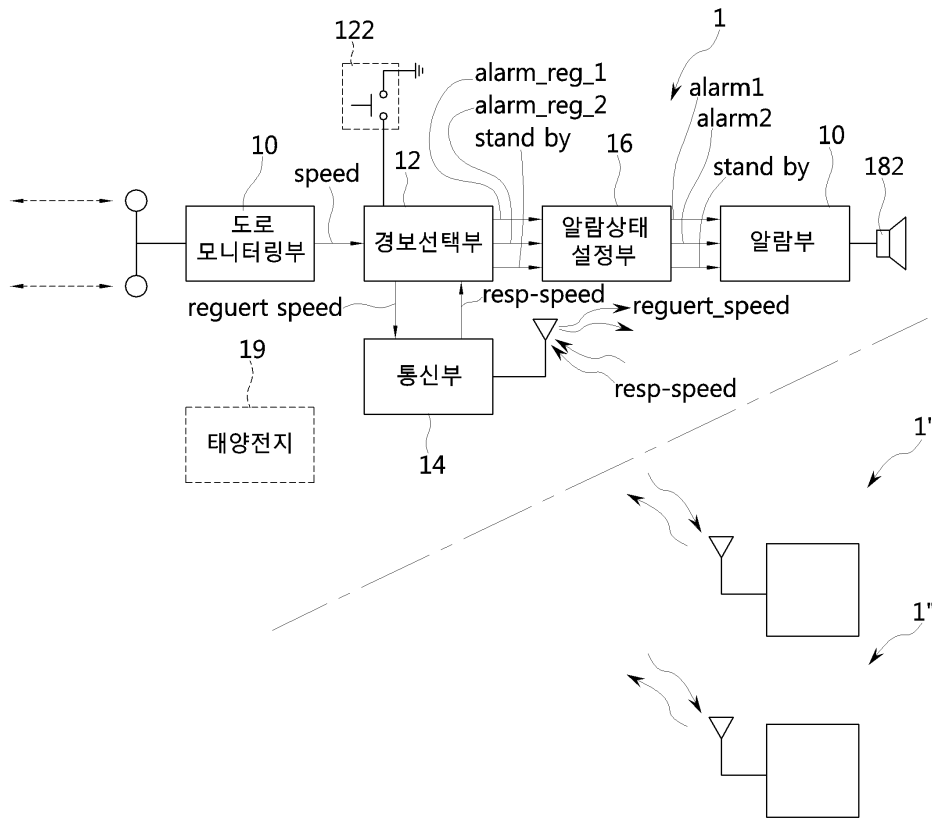 1
122
alarm_reg_1
alarm_reg_2
stand by
alarm1
alarm2
stand by
10
speed
12
16
10
182
도로
모니터링부
경보선택부
알람상태
설정부
알람부
reguert speed
resp-speed
reguert_speed
resp-speed
통신부
14
19
태양전지
1'
1"